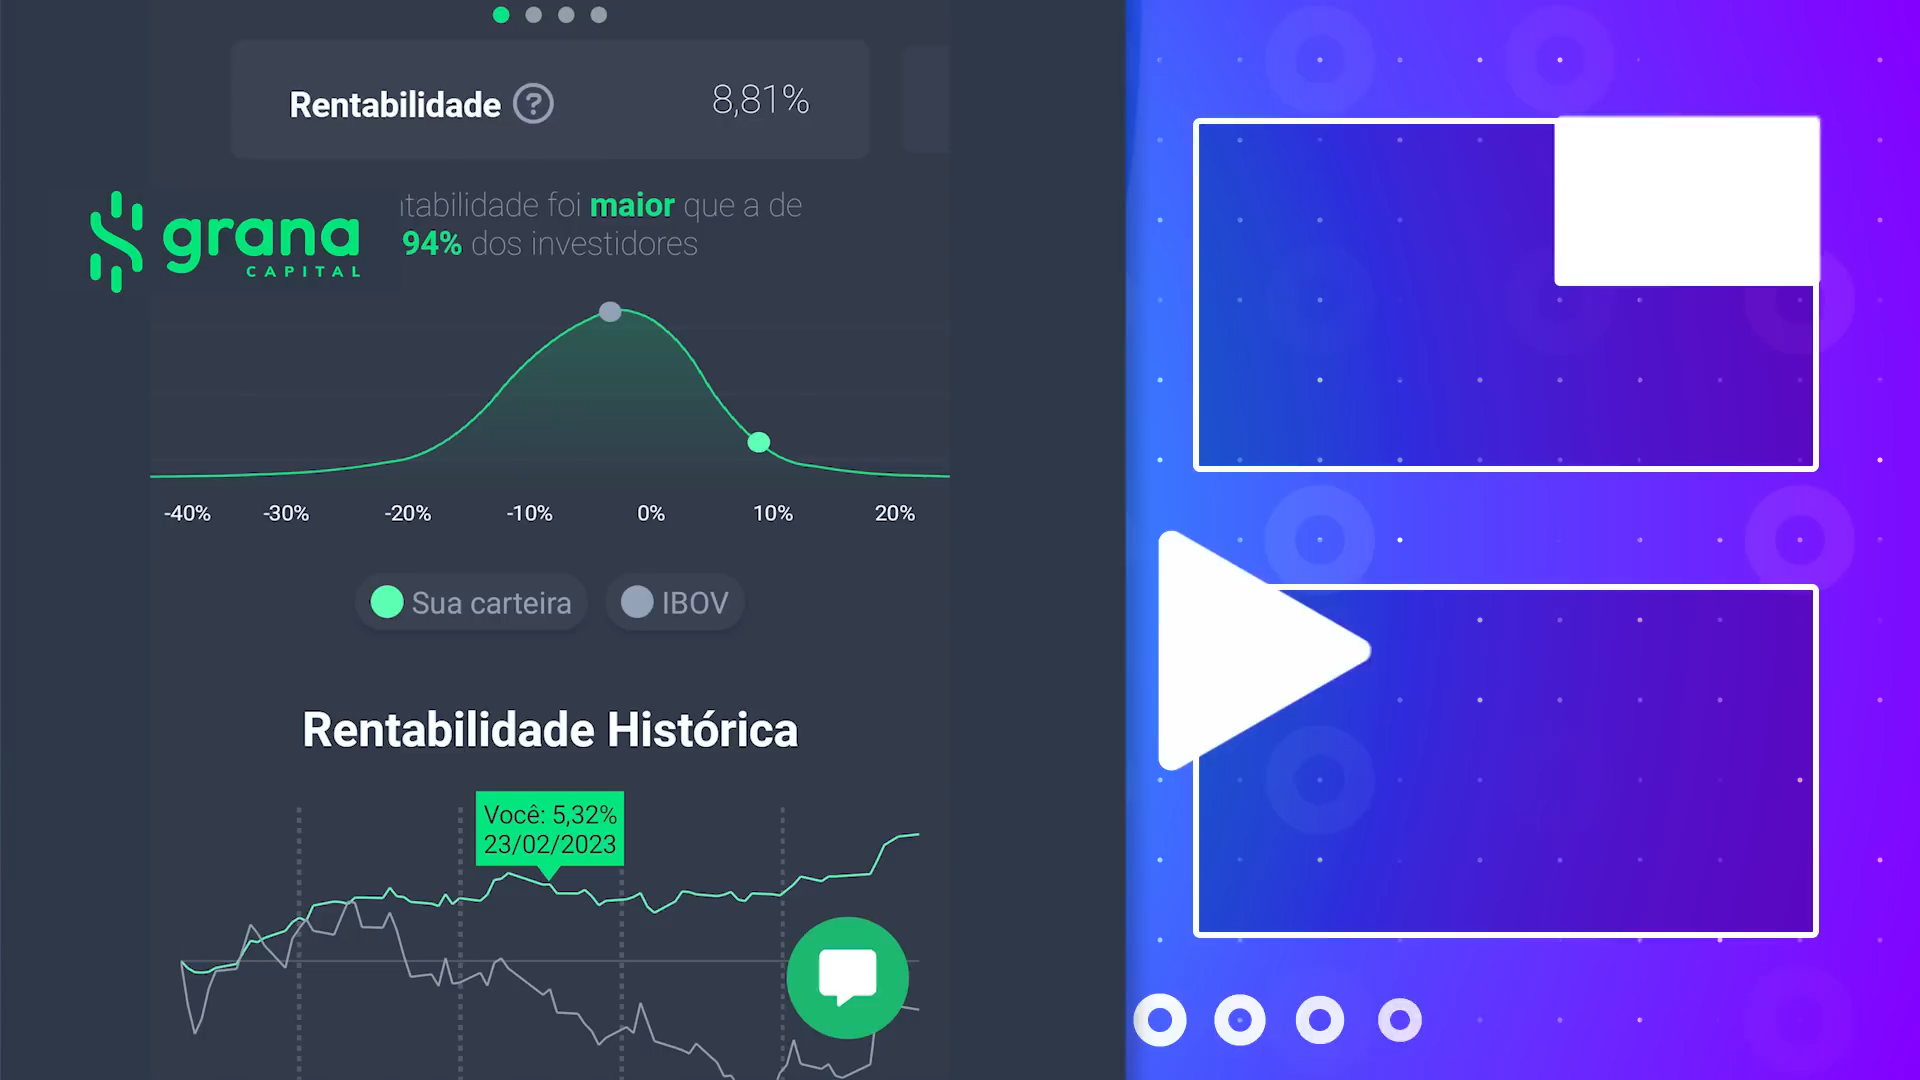 Rentabilidade ?
8,81%
ntabilidade foi maior que a de
94% dos investidores
grana
CAPITAL
-40% -30% -20% -10% 0% 10% 20%
Sua carteira IBOV
Rentabilidade Histórica
Você: 5,32%
23/02/2023